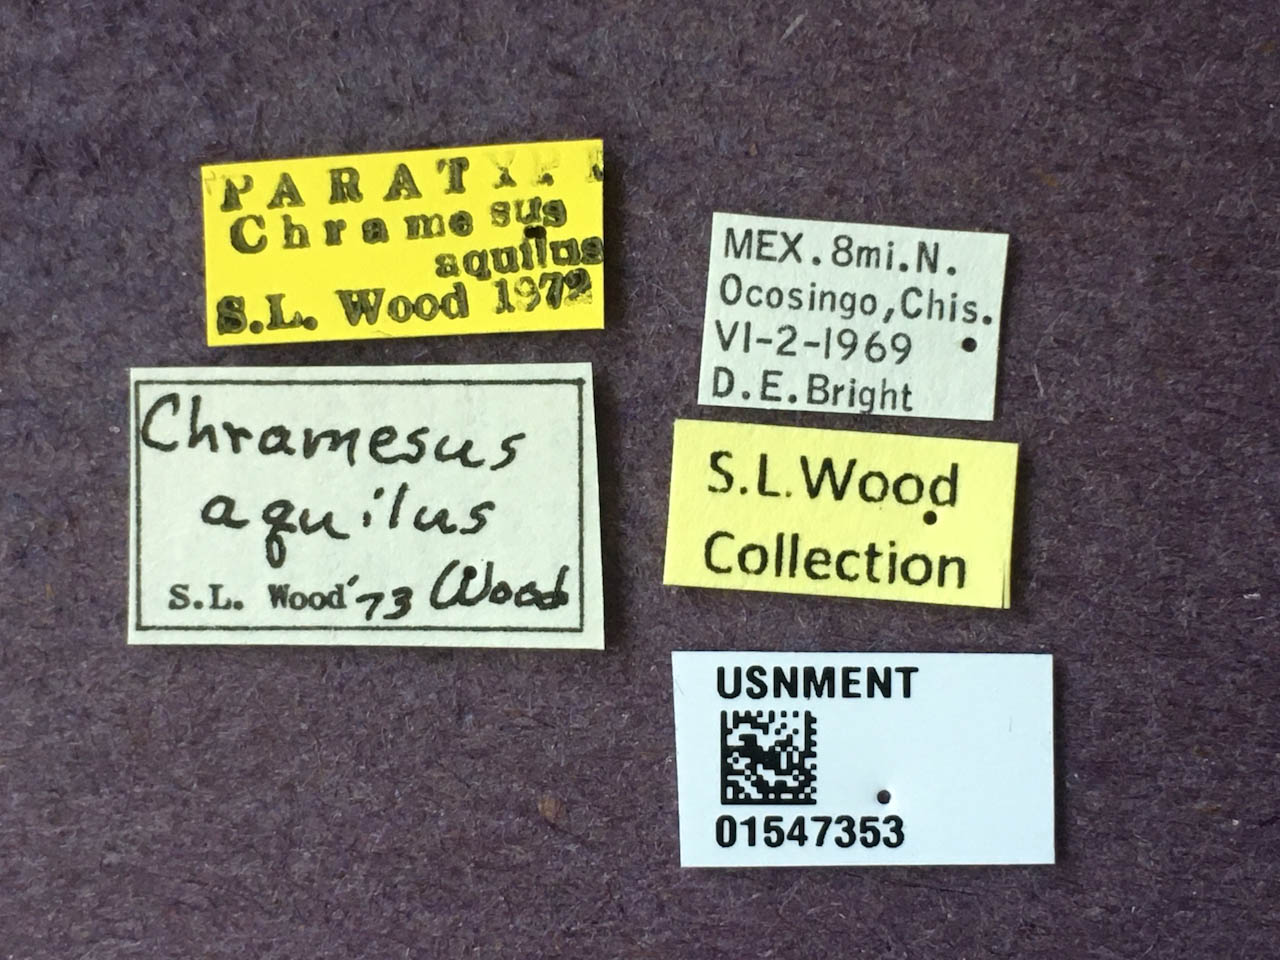 PARATYPE
Chramesus
aquilus
S.L. Wood 1972
Chramesus
aquilus
S.L. Wood '73 Wood
MEX. 8mi. N.
Ocosingo, Chis.
VI-2-1969
D.E. Bright
S.L. Wood
Collection
USNMENT
01547353